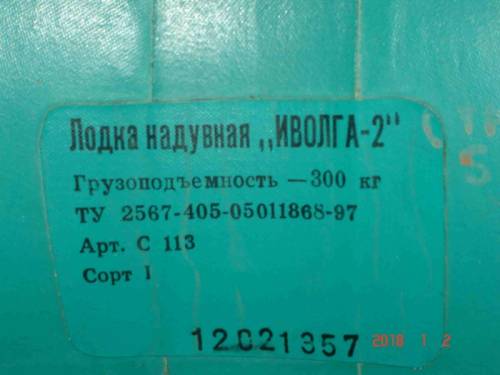 Лодка надувная „ИВОЛГА-2"
Грузоподъемность — 300 кг
ТУ 2567-405-05011868-97
Арт. С 113
Сорт I
12021357
2018 1 2